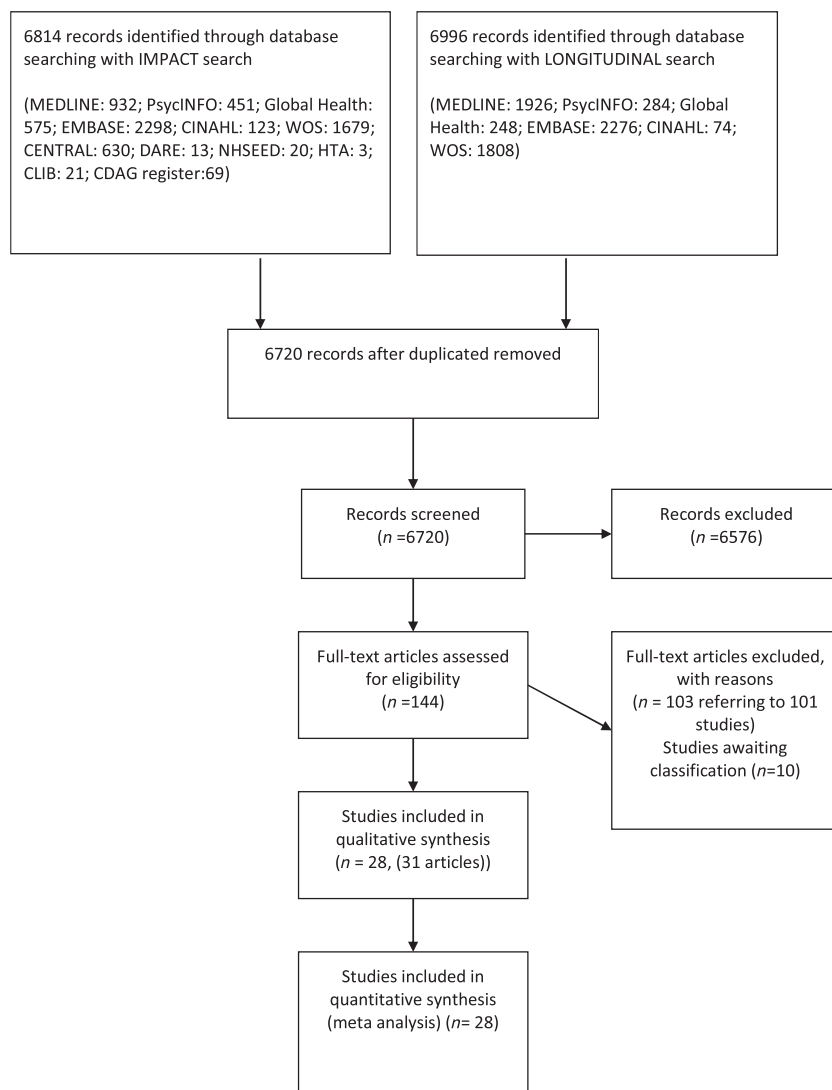 6814 records identified through database
searching with IMPACT search
(MEDLINE: 932; PsycINFO: 451; Global Health:
575; EMBASE: 2298; CINAHL: 123; WOS: 1679;
CENTRAL: 630; DARE: 13; NHSEED: 20; HTA: 3;
CLIB: 21; CDAG register:69)
6996 records identified through database
searching with LONGITUDINAL search
(MEDLINE: 1926; PsycINFO: 284; Global
Health: 248; EMBASE: 2276; CINAHL: 74;
WOS: 1808)
6720 records after duplicated removed
Records screened
(n =6720)
Records excluded
(n =6576)
Full-text articles assessed
for eligibility
(n =144)
Full-text articles excluded,
with reasons
(n = 103 referring to 101
studies)
Studies awaiting
classification (n=10)
Studies included in
qualitative synthesis
(n = 28, (31 articles))
Studies included in
quantitative synthesis
(meta analysis) (n= 28)